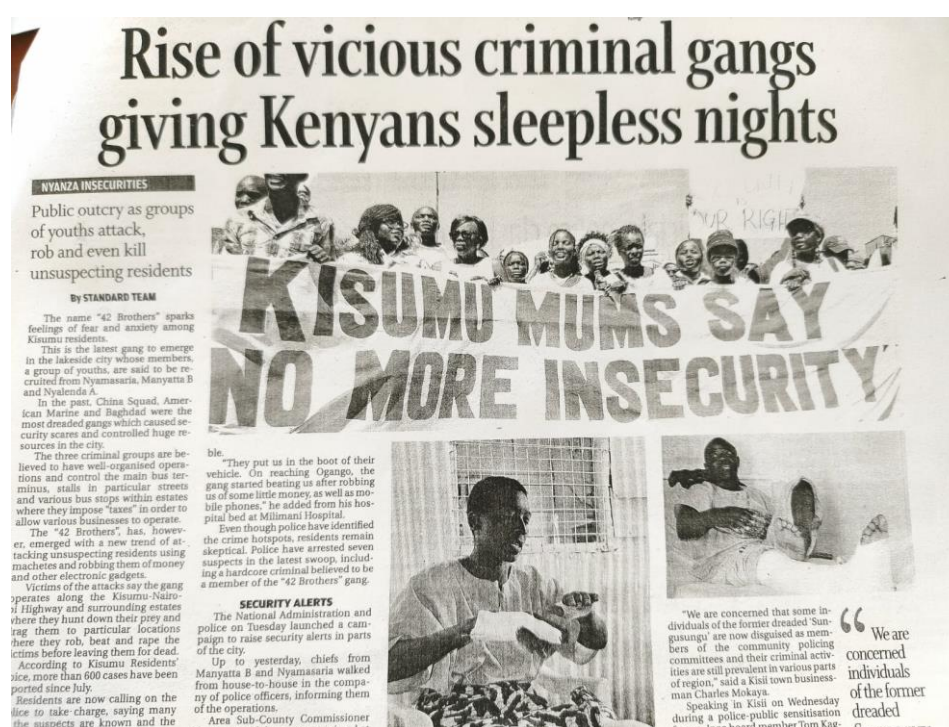 Rise of vicious criminal gangs
giving Kenyans sleepless nights
NYANZA INSECURITIES
Public outcry as groups
of youths attack,
rob and even kill
unsuspecting residents
By STANDARD TEAM
The name "42 Brothers" sparks
feelings of fear and anxiety among
Kisumu residents.
This is the latest gang to emerge
in the lakeside city whose members,
a group of youths, are said to be re-
cruited from Nyamasaria, Manyatta B
and Nyalenda A.
In the past, China Squad, Amer-
ican Marine and Baghdad were the
most dreaded gangs which caused se-
curity scares and controlled huge re-
sources in the city.
The three criminal groups are be-
lieved to have well-organised opera-
tions and control the main bus ter-
minus, stalls in particular streets
and various bus stops within estates
where they impose "taxes" in order to
allow various businesses to operate.
The "42 Brothers", has, howev-
er, emerged with a new trend of at-
tacking unsuspecting residents using
machetes and robbing them of money
and other electronic gadgets.
Victims of the attacks say the gang
operates along the Kisumu-Nairo-
bi Highway and surrounding estates
where they hunt down their prey and
rag them to particular locations
here they rob, beat and rape the
ctims before leaving them for dead.
According to Kisumu Residents'
oice, more than 600 cases have been
ported since July.
Residents are now calling on the
lice to take charge, saying many
the suspects are known and the
OUR RIGH
KISUMU MUMS SAY
NO MORE INSECURITY
ble.
"They put us in the boot of their
vehicle. On reaching Ogango, the
gang started beating us after robbing
us of some little money, as well as mo-
bile phones," he added from his hos-
pital bed at Milimani Hospital.
Even though police have identified
the crime hotspots, residents remain
skeptical. Police have arrested seven
suspects in the latest swoop, includ-
ing a hardcore criminal believed to be
a member of the "42 Brothers" gang.
SECURITY ALERTS
The National Administration and
police on Tuesday launched a cam-
paign to raise security alerts in parts
of the city.
Up to yesterday, chiefs from
Manyatta B and Nyamasaria walked
from house-to-house in the compa-
ny of police officers, informing them
of the operations.
Area Sub-County Commissioner
"We are concerned that some in-
dividuals of the former dreaded 'Sun-
gusungu' are now disguised as mem-
bers of the community policing
committees and their criminal activ-
ities are still prevalent in various parts
of region," said a Kisii town business-
man Charles Mokaya.
Speaking in Kisii on Wednesday
during a police-public sensitisation
board member Tom Kag-
“ We are
concerned
individuals
of the former
dreaded